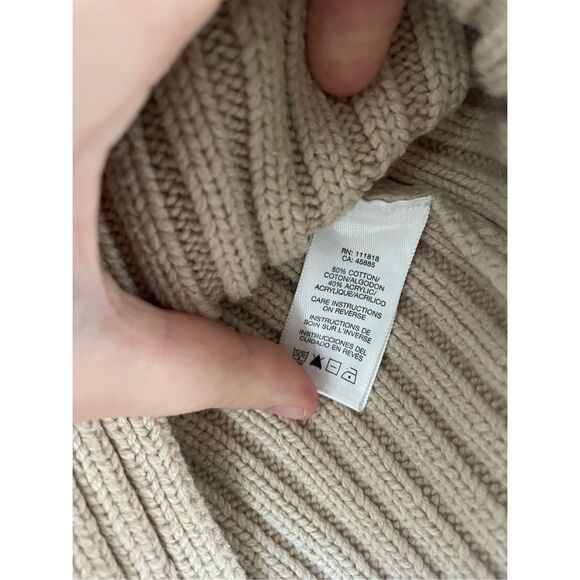 RN: 111818
CA: 45885
60% COTTON/
COTON/ALGODON
40% ACRYLIC/
ACRYLIQUE/ACRILICO
CARE INSTRUCTIONS
ON REVERSE
INSTRUCTIONS DE
SOIN SUR L'INVERSE
INSTRUCCIONES DEL
CUIDADO EN REVÉS